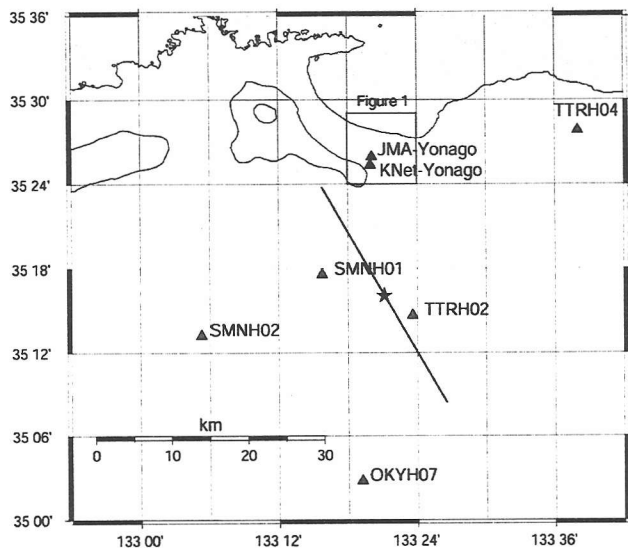 35 36'
35 30'
Figure 1
TTRH04
JMA-Yonago
KNet-Yonago
35 24'
SMNH01
35 18'
TTRH02
SMNH02
35 12'
km
35 06'
0 10 20 30
OKYH07
35 00'
133 00' 133 12' 133 24' 133 36'